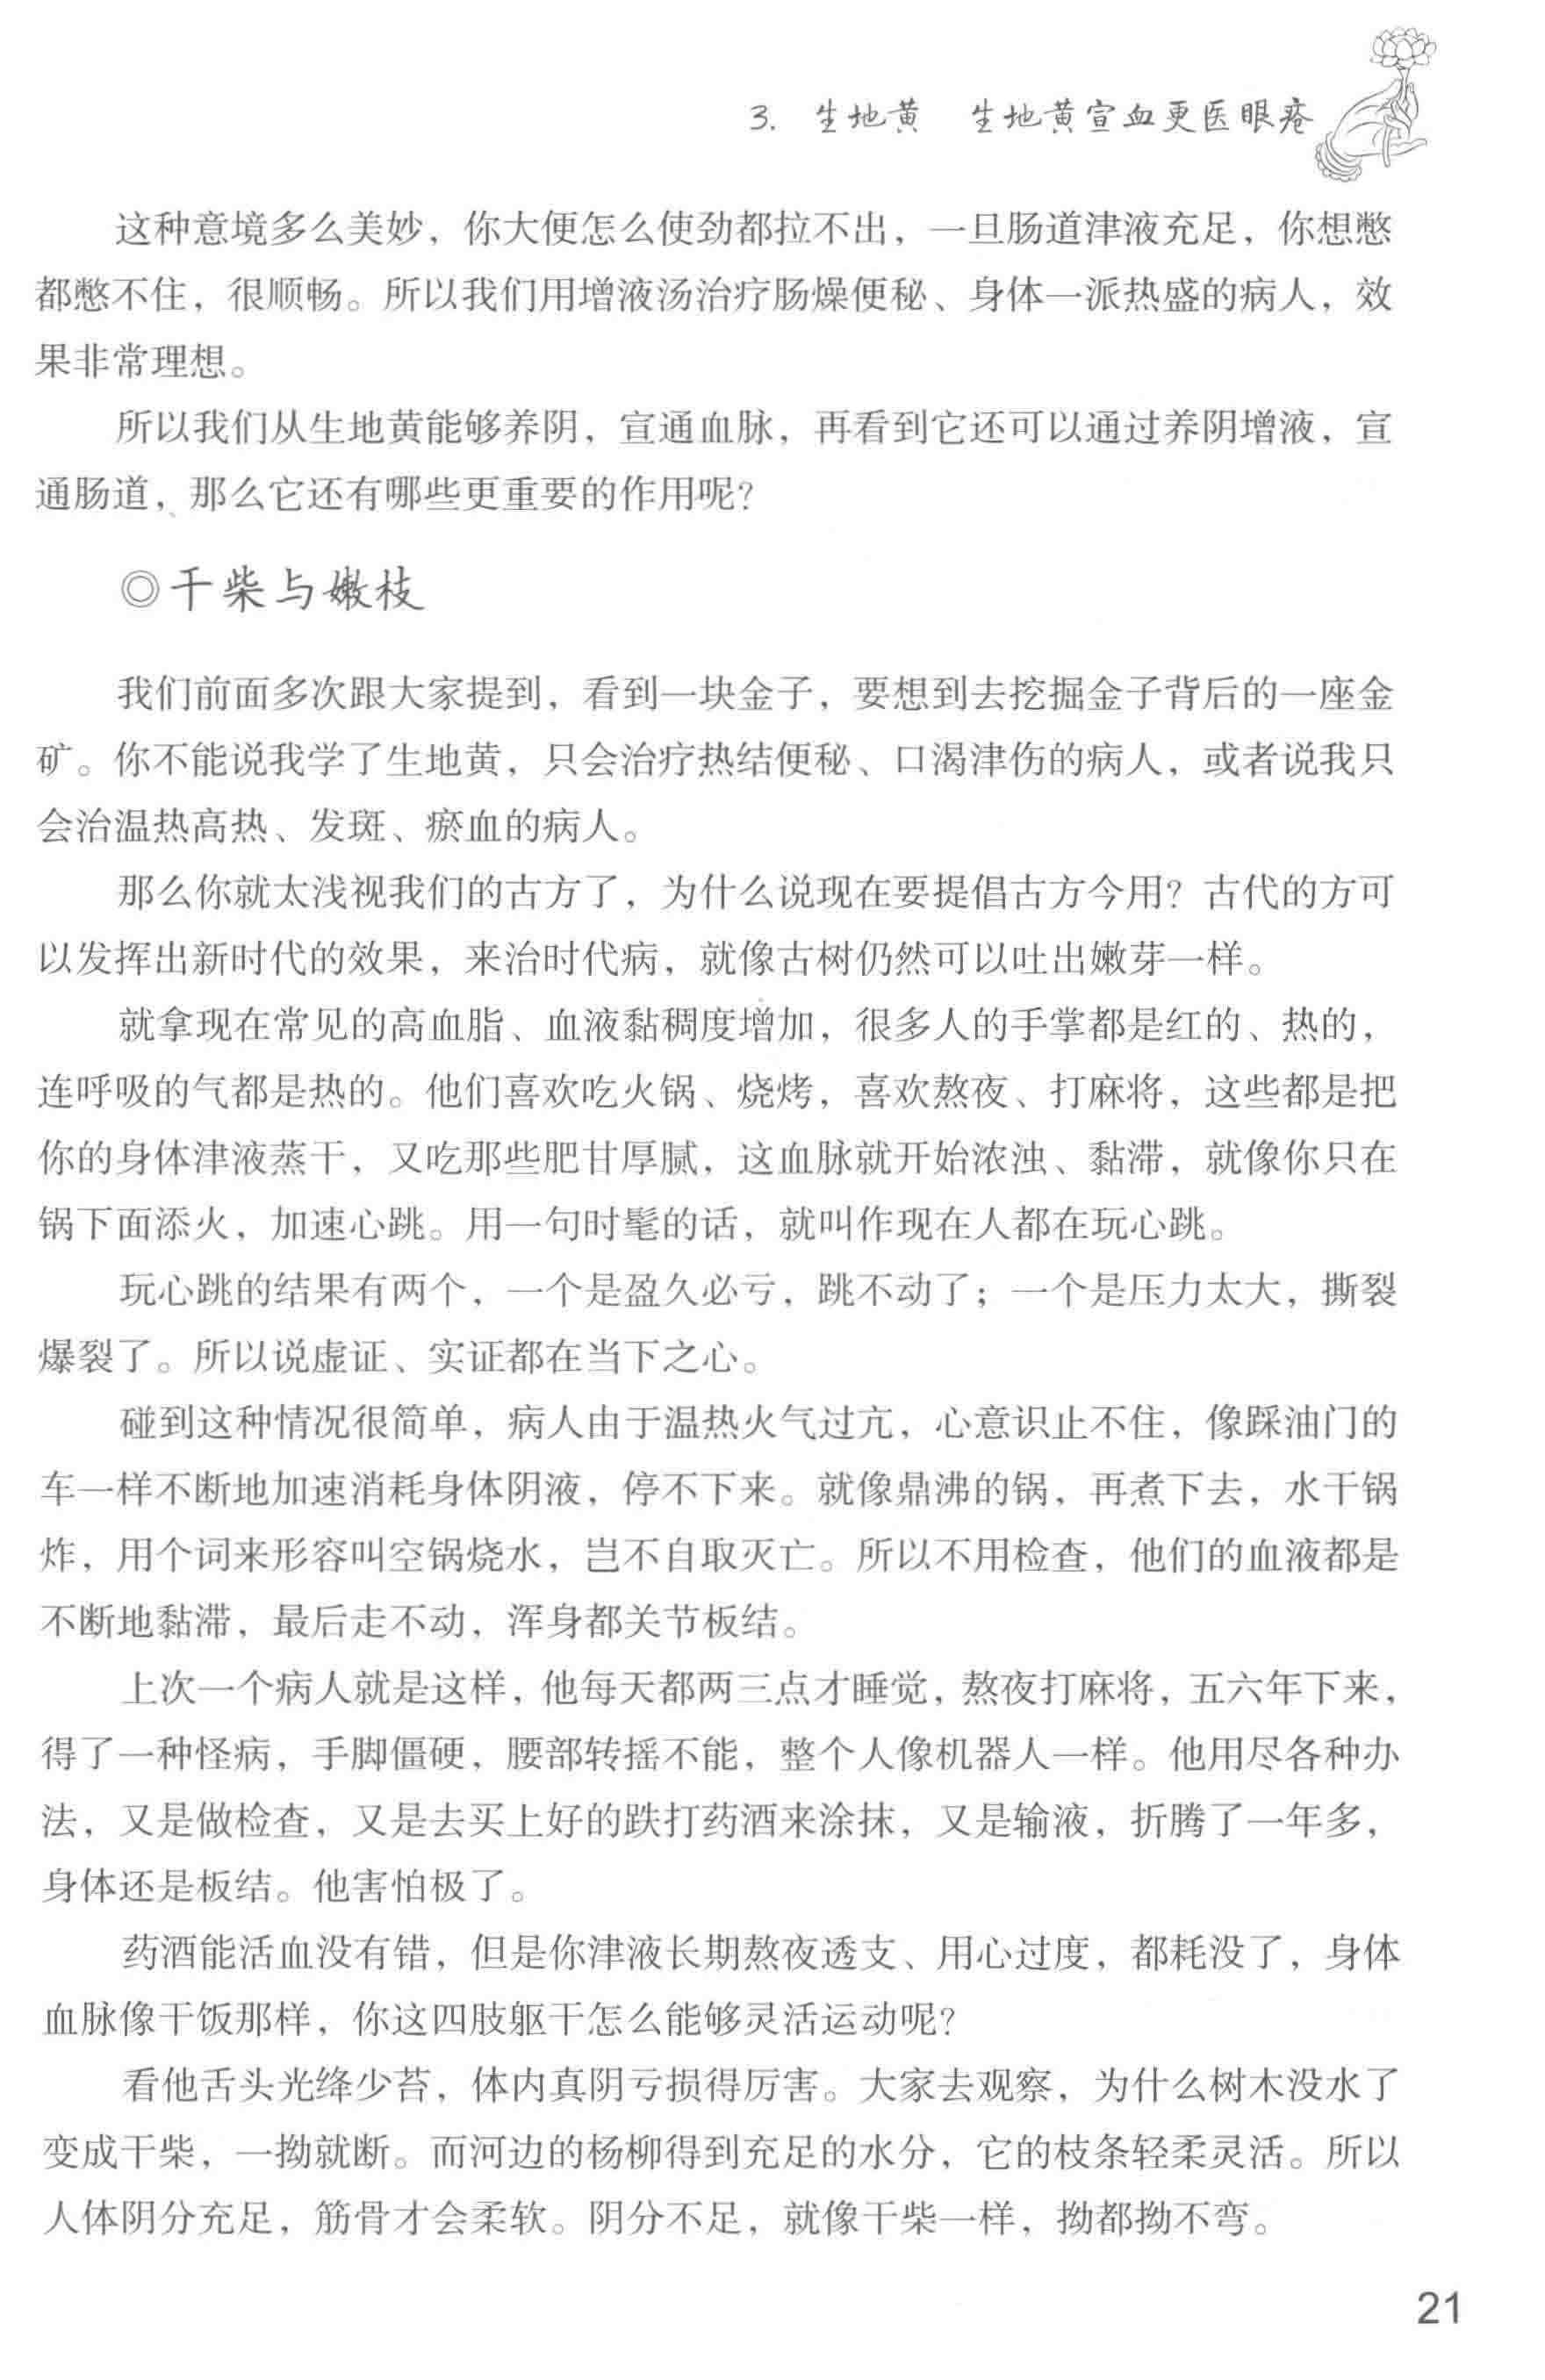 3. 生地黄　生地黄宣血更医眼疮
这种意境多么美妙，你大便怎么使劲都拉不出，一旦肠道津液充足，你想憋
都憋不住，很顺畅。所以我们用增液汤治疗肠燥便秘、身体一派热盛的病人，效
果非常理想。
所以我们从生地黄能够养阴，宣通血脉，再看到它还可以通过养阴增液，宣
通肠道，那么它还有哪些更重要的作用呢？
◎干柴与嫩枝
我们前面多次跟大家提到，看到一块金子，要想到去挖掘金子背后的一座金
矿。你不能说我学了生地黄，只会治疗热结便秘、口渴津伤的病人，或者说我只
会治温热高热、发斑、瘀血的病人。
那么你就太浅视我们的古方了，为什么说现在要提倡古方今用？古代的方可
以发挥出新时代的效果，来治时代病，就像古树仍然可以吐出嫩芽一样。
就拿现在常见的高血脂、血液黏稠度增加，很多人的手掌都是红的、热的，
连呼吸的气都是热的。他们喜欢吃火锅、烧烤，喜欢熬夜、打麻将，这些都是把
你的身体津液蒸干，又吃那些肥甘厚腻，这血脉就开始浓浊、黏滞，就像你只在
锅下面添火，加速心跳。用一句时髦的话，就叫作现在人都在玩心跳。
玩心跳的结果有两个，一个是盈久必亏，跳不动了；一个是压力太大，撕裂
爆裂了。所以说虚证、实证都在当下之心。
碰到这种情况很简单，病人由于温热火气过亢，心意识止不住，像踩油门的
车一样不断地加速消耗身体阴液，停不下来。就像鼎沸的锅，再煮下去，水干锅
炸，用个词来形容叫空锅烧水，岂不自取灭亡。所以不用检查，他们的血液都是
不断地黏滞，最后走不动，浑身都关节板结。
上次一个病人就是这样，他每天都两三点才睡觉，熬夜打麻将，五六年下来，
得了一种怪病，手脚僵硬，腰部转摇不能，整个人像机器人一样。他用尽各种办
法，又是做检查，又是去买上好的跌打药酒来涂抹，又是输液，折腾了一年多，
身体还是板结。他害怕极了。
药酒能活血没有错，但是你津液长期熬夜透支、用心过度，都耗没了，身体
血脉像干饭那样，你这四肢躯干怎么能够灵活运动呢？
看他舌头光绛少苔，体内真阴亏损得厉害。大家去观察，为什么树木没水了
变成干柴，一拗就断。而河边的杨柳得到充足的水分，它的枝条轻柔灵活。所以
人体阴分充足，筋骨才会柔软。阴分不足，就像干柴一样，拗都拗不弯。
21